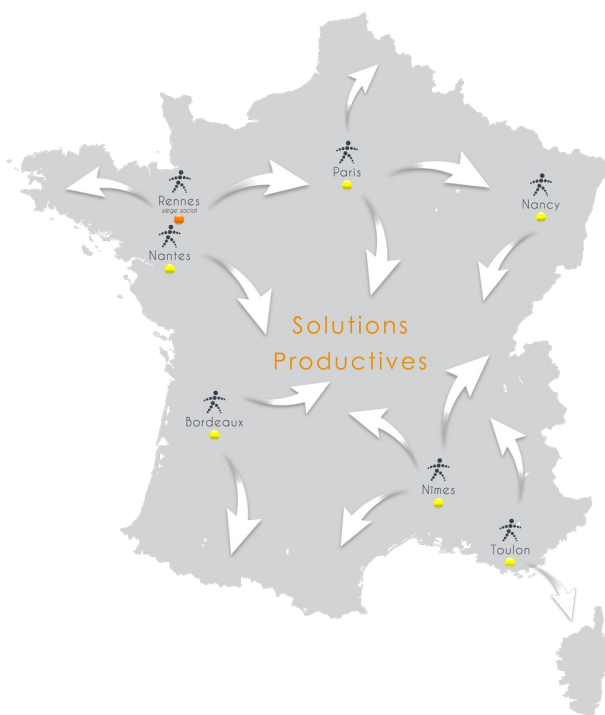 Paris
Rennes
siège social
Nancy
Nantes
Solutions
Productives
Bordeaux
Nîmes
Toulon